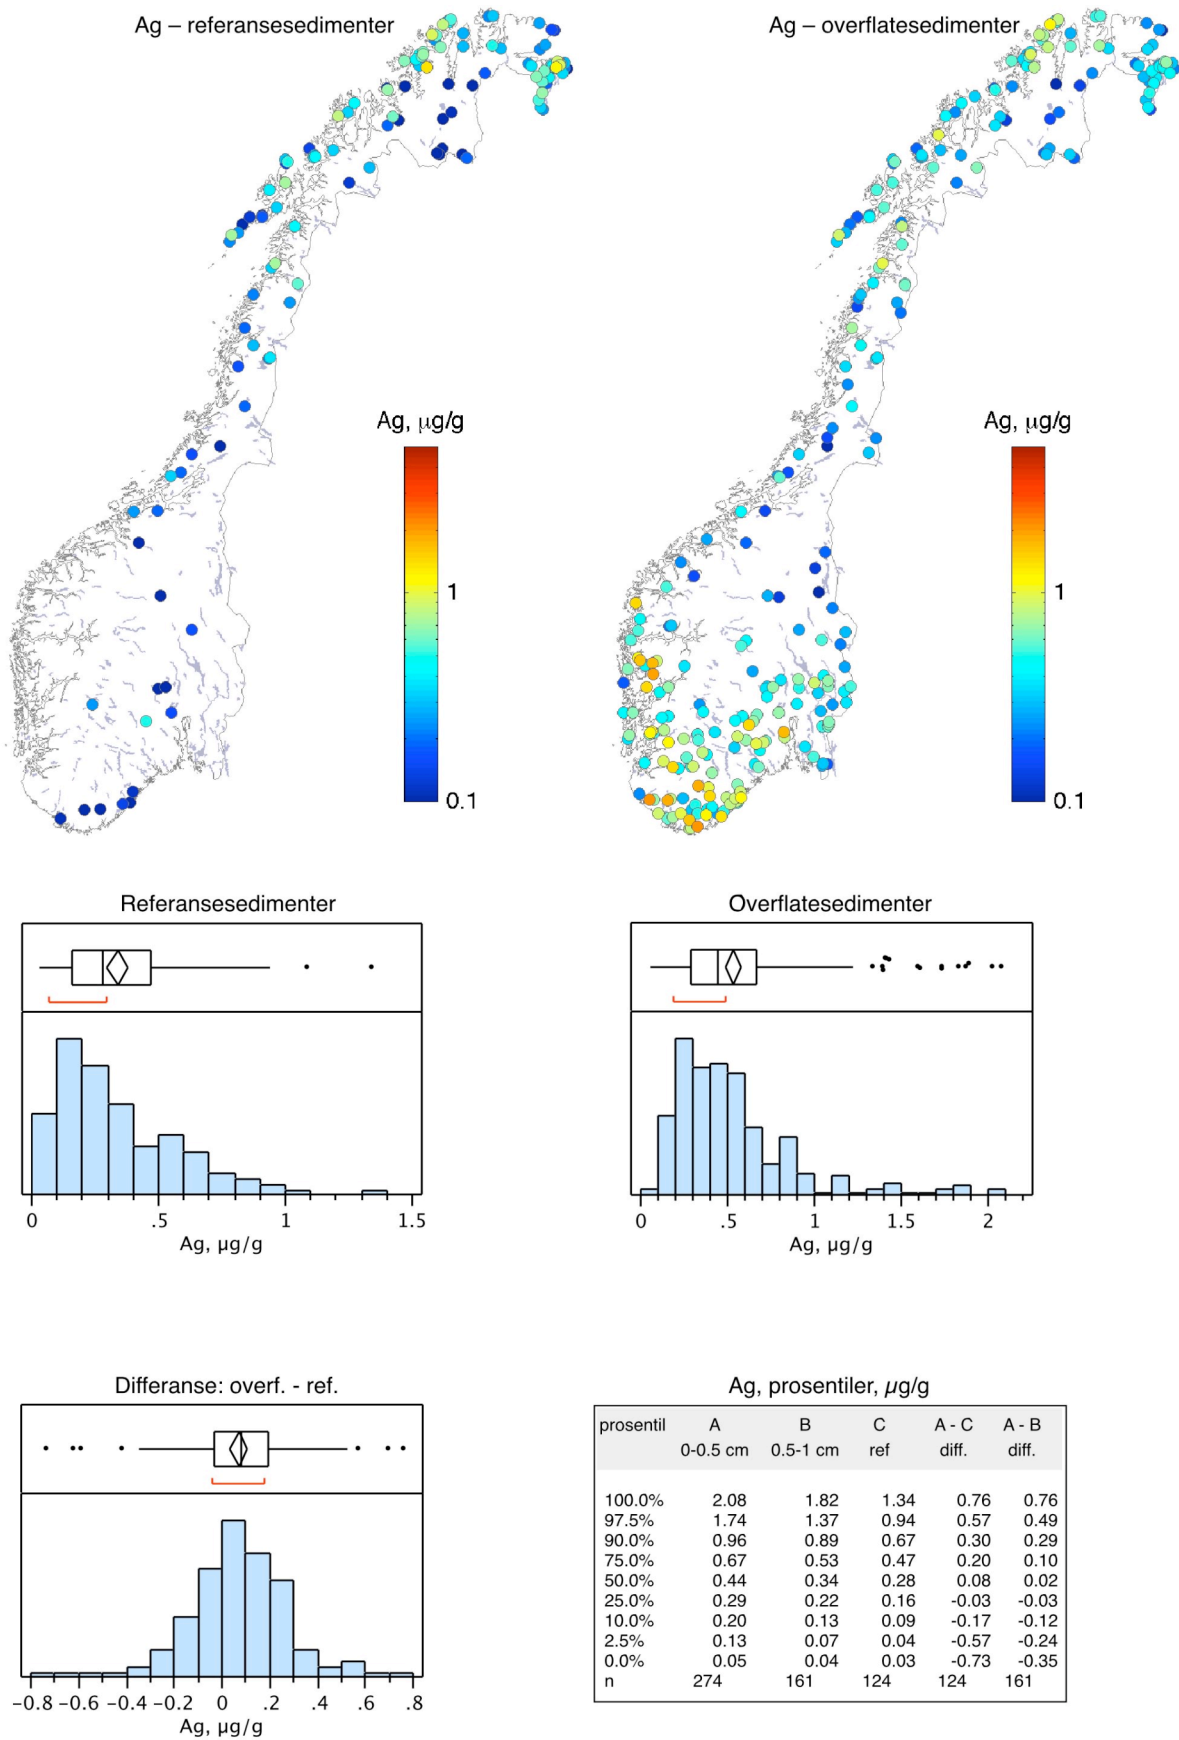 Ag – referansesedimenter
Ag – overflatesedimenter
Ag, µg/g
1
0.1
Ag, µg/g
1
0.1
Referansesedimenter
0 .5 1 1.5
Ag, µg/g
Overflatesedimenter
0 .5 1 1.5 2
Ag, µg/g
Differanse: overf. - ref.
−0.8 −0.6 −0.4 −0.2 0 .2 .4 .6 .8
Ag, µg/g
Ag, prosentiler, µg/g
prosentil A B C A - C A - B
0-0.5 cm 0.5-1 cm ref diff. diff.
100.0% 2.08 1.82 1.34 0.76 0.76
97.5% 1.74 1.37 0.94 0.57 0.49
90.0% 0.96 0.89 0.67 0.30 0.29
75.0% 0.67 0.53 0.47 0.20 0.10
50.0% 0.44 0.34 0.28 0.08 0.02
25.0% 0.29 0.22 0.16 -0.03 -0.03
10.0% 0.20 0.13 0.09 -0.17 -0.12
2.5% 0.13 0.07 0.04 -0.57 -0.24
0.0% 0.05 0.04 0.03 -0.73 -0.35
n 274 161 124 124 161